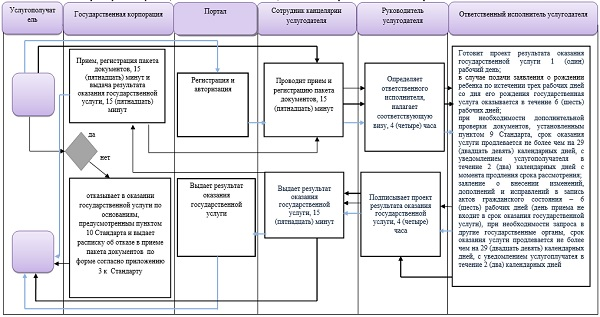 Услугополучат
ель
Государственная корпорация
Портал
Сотрудник канцелярии
услугодателя
Руководитель
услугодателя
Ответственный исполнитель услугодателя
Прием, регистрация пакета
документов, 15
(пятнадцать) минут и
выдача результата
оказания государственной
услуги, 15 (пятнадцать)
минут
Регистрация и
авторизация
Проводит прием и
регистрацию пакета
документов, 15
(пятнадцать) минут
Определяет
ответственного
исполнителя,
налагает
соответствующую
визу, 4 (четыре) часа
Готовит проект результата оказания
государственной услуги 1 (один)
рабочий день;
в случае подачи заявления о рождении
ребенка по истечении трех рабочих дней
со дня его рождения государственная
услуга оказывается в течение 6 (шесть)
рабочих дней;
при необходимости дополнительной
проверки документов, установленным
пунктом 9 Стандарта, срок оказания
услуги продлевается не более чем на 29
(двадцать девять) календарных дней, с
уведомлением услугополучателя в
течение 2 (два) календарных дней с
момента продления срока рассмотрения;
заяление о внесении изменений,
дополнений и исправлений в запись
актов гражданского состояния – 6
(шесть) рабочих дней (день приема не
входит в срок оказания государственной
услуги), при необходимости запроса в
другие государственные органы, срок
оказания услуги продлевается не более
чем на 29 (двадцать девять) календарных
дней, с уведомлением услугополучателя в
течение 2 (два) календарных дней
да
нет
отказывает в оказании
государственной услуги по
основаниям,
предусмотренным пунктом
10 Стандарта и выдает
расписку об отказе в приеме
пакета документов по
форме согласно приложению
3 к Стандарту
Выдает результат
оказания
государственной
услуги
Выдает результат
оказания
государственной
услуги, 15
(пятнадцать) минут
Подписывает проект
результата оказания
государственной
услуги, 4 (четыре)
часа